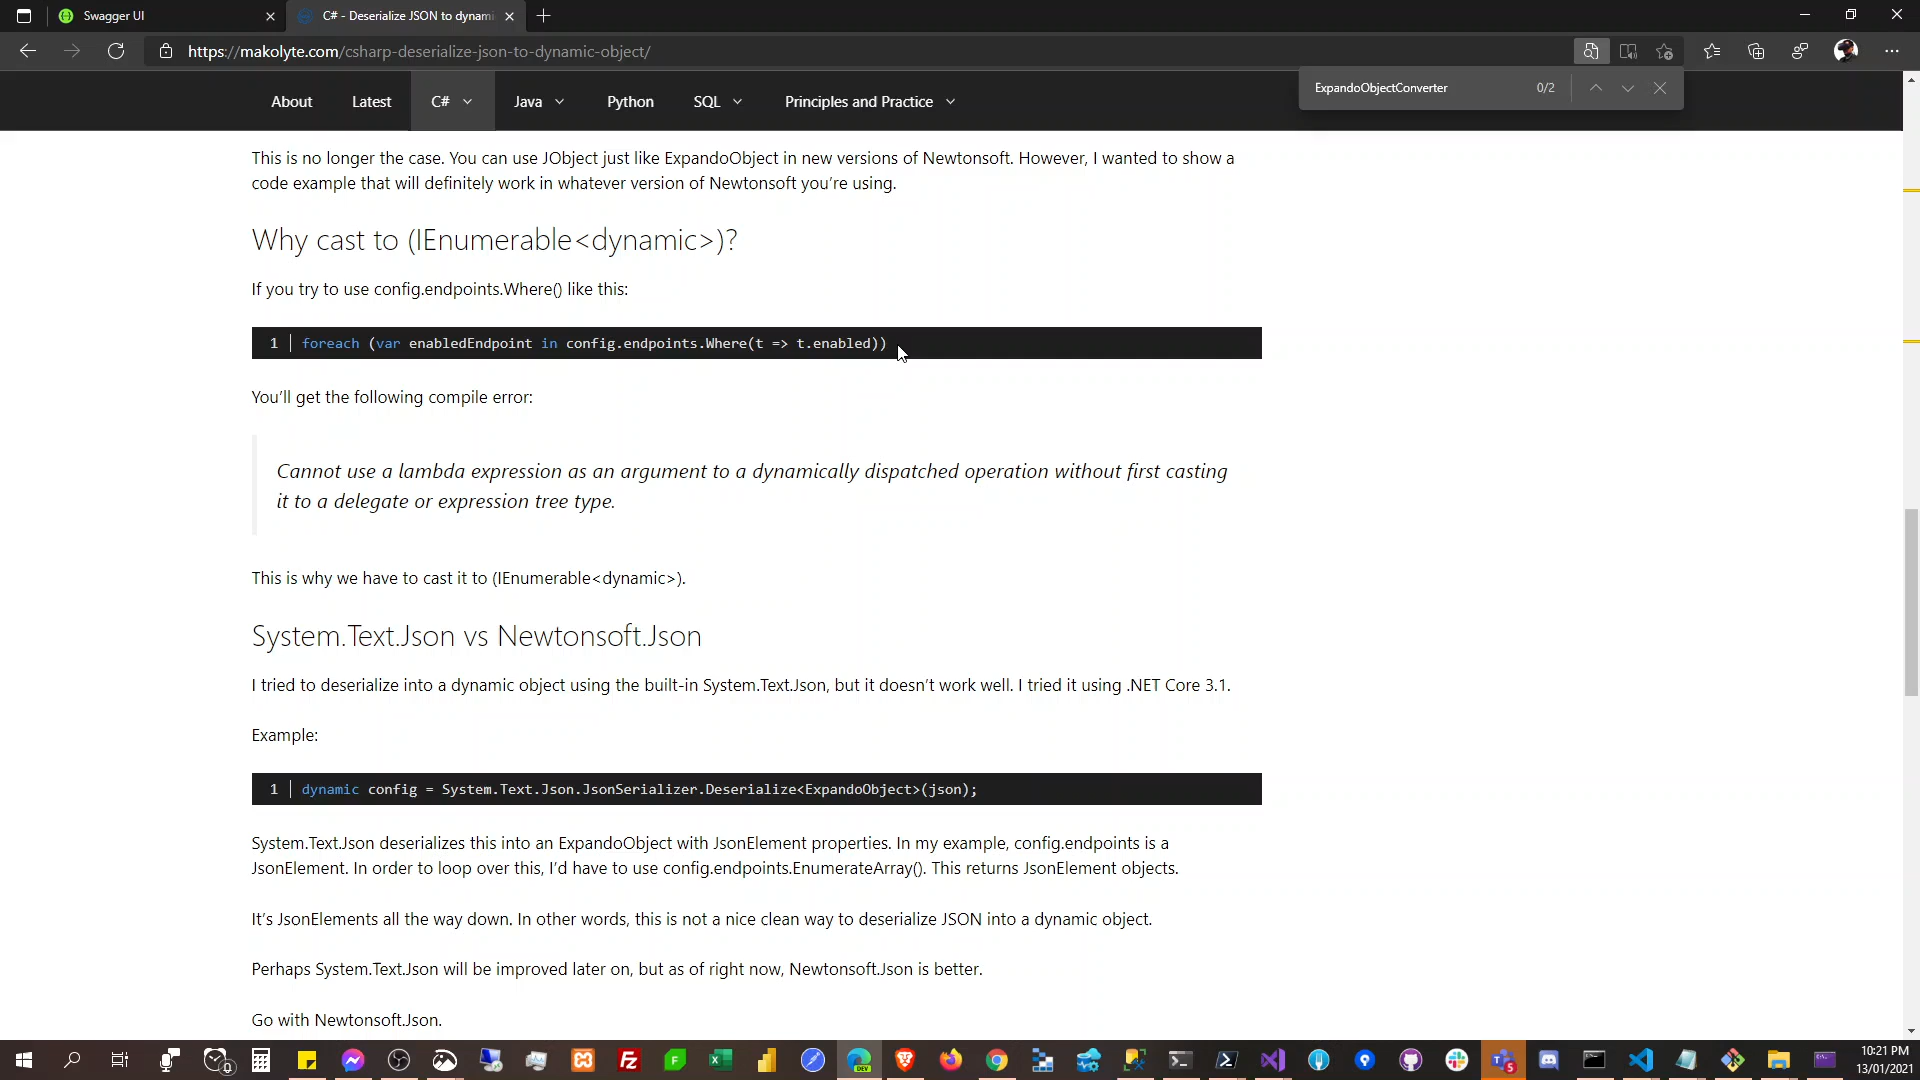 Swagger UI
C# - Deserialize JSON to dynami
https://makolyte.com/csharp-deserialize-json-to-dynamic-object/
About
Latest
C#
Java
Python
SQL
Principles and Practice
ExpandoObjectConverter
0/2
This is no longer the case. You can use JObject just like ExpandoObject in new versions of Newtonsoft. However, I wanted to show a
code example that will definitely work in whatever version of Newtonsoft you’re using.
Why cast to (IEnumerable<dynamic>)?
If you try to use config.endpoints.Where() like this:
1 foreach (var enabledEndpoint in config.endpoints.Where(t => t.enabled))
You’ll get the following compile error:
Cannot use a lambda expression as an argument to a dynamically dispatched operation without first casting
it to a delegate or expression tree type.
This is why we have to cast it to (IEnumerable<dynamic>).
System.Text.Json vs Newtonsoft.Json
I tried to deserialize into a dynamic object using the built-in System.Text.Json, but it doesn’t work well. I tried it using .NET Core 3.1.
Example:
1 dynamic config = System.Text.Json.JsonSerializer.Deserialize<ExpandoObject>(json);
System.Text.Json deserializes this into an ExpandoObject with JsonElement properties. In my example, config.endpoints is a
JsonElement. In order to loop over this, I’d have to use config.endpoints.EnumerateArray(). This returns JsonElement objects.
It’s JsonElements all the way down. In other words, this is not a nice clean way to deserialize JSON into a dynamic object.
Perhaps System.Text.Json will be improved later on, but as of right now, Newtonsoft.Json is better.
Go with Newtonsoft.Json.
10:21 PM
13/01/2021